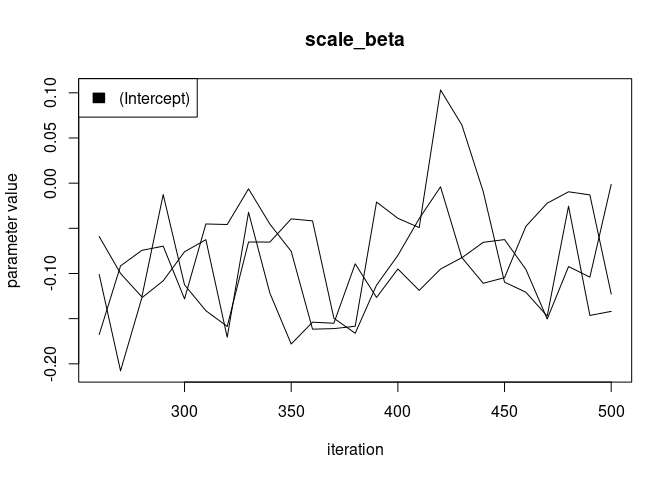 scale_beta
(Intercept)
parameter value
0.10
0.05
0.00
-0.10
-0.20
300 350 400 450 500
iteration